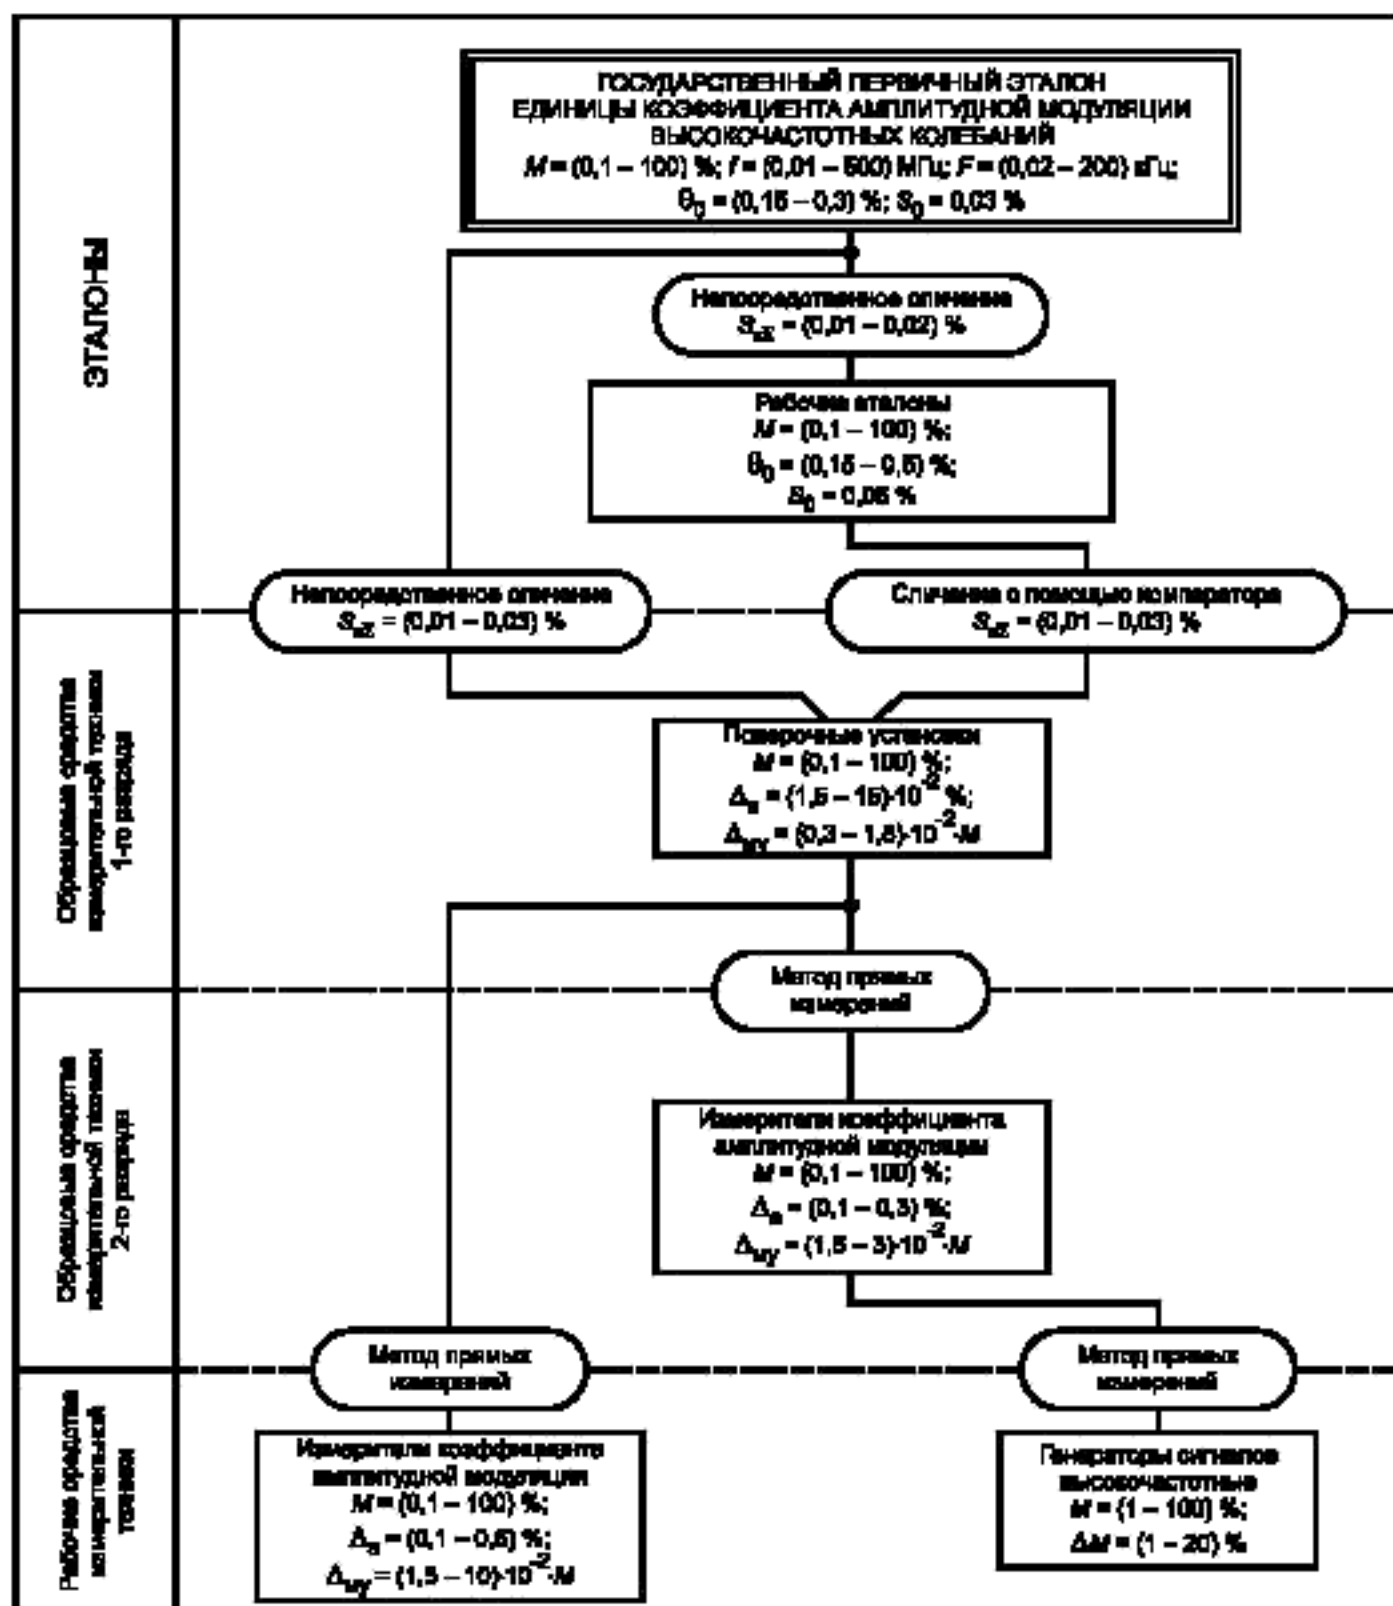 ЭТАЛОНЫ
ГОСУДАРСТВЕННЫЙ ПЕРВИЧНЫЙ ЭТАЛОН
ЕДИНИЦЫ КОЭФФИЦИЕНТА АМПЛИТУДНОЙ МОДУЛЯЦИИ
ВЫСОКОЧАСТОТНЫХ КОЛЕБАНИЙ
M = (0,1 – 100) %; f = (0,01 – 500) МГц; F = (0,02 – 200) кГц;
θ₀ = (0,15 – 0,3) %; S₀ = 0,03 %
Непосредственное сличение
S = (0,01 – 0,02) %
Рабочие эталоны
M = (0,1 – 100) %;
θ₀ = (0,15 – 0,5) %;
S₀ = 0,05 %
Непосредственное сличение
S = (0,01 – 0,03) %
Сличение с помощью компаратора
S = (0,01 – 0,03) %
Образцовые средства
измерительной техники
1-го разряда
Поверочные установки
M = (0,1 – 100) %;
Δₐ = (1,5 – 15)·10⁻² %;
Δ = (0,3 – 1,5)·10⁻²·M
Метод прямых
измерений
Образцовые средства
измерительной техники
2-го разряда
Измерители коэффициента
амплитудной модуляции
M = (0,1 – 100) %;
Δₐ = (0,1 – 0,3) %;
Δму = (1,5 – 3)·10⁻²·M
Метод прямых
измерений
Метод прямых
измерений
Рабочие средства
измерительной
техники
Измерители коэффициента
амплитудной модуляции
M = (0,1 – 100) %;
Δₐ = (0,1 – 0,5) %;
Δму = (1,5 – 10)·10⁻²·M
Генераторы сигналов
высокочастотные
M = (1 – 100) %;
ΔM = (1 – 20) %